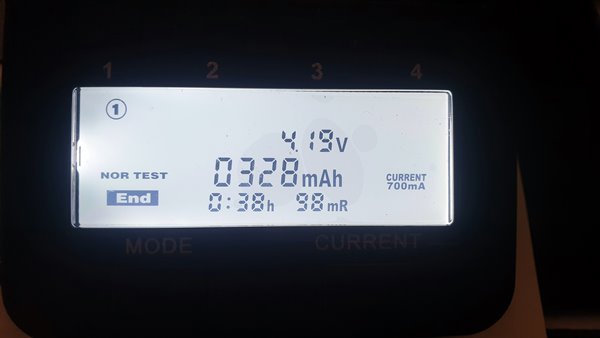 1 2 3 4
①
4.19V
NOR TEST 0328mAh CURRENT
700mA
End 0:38h 98mR
MODE CURRENT